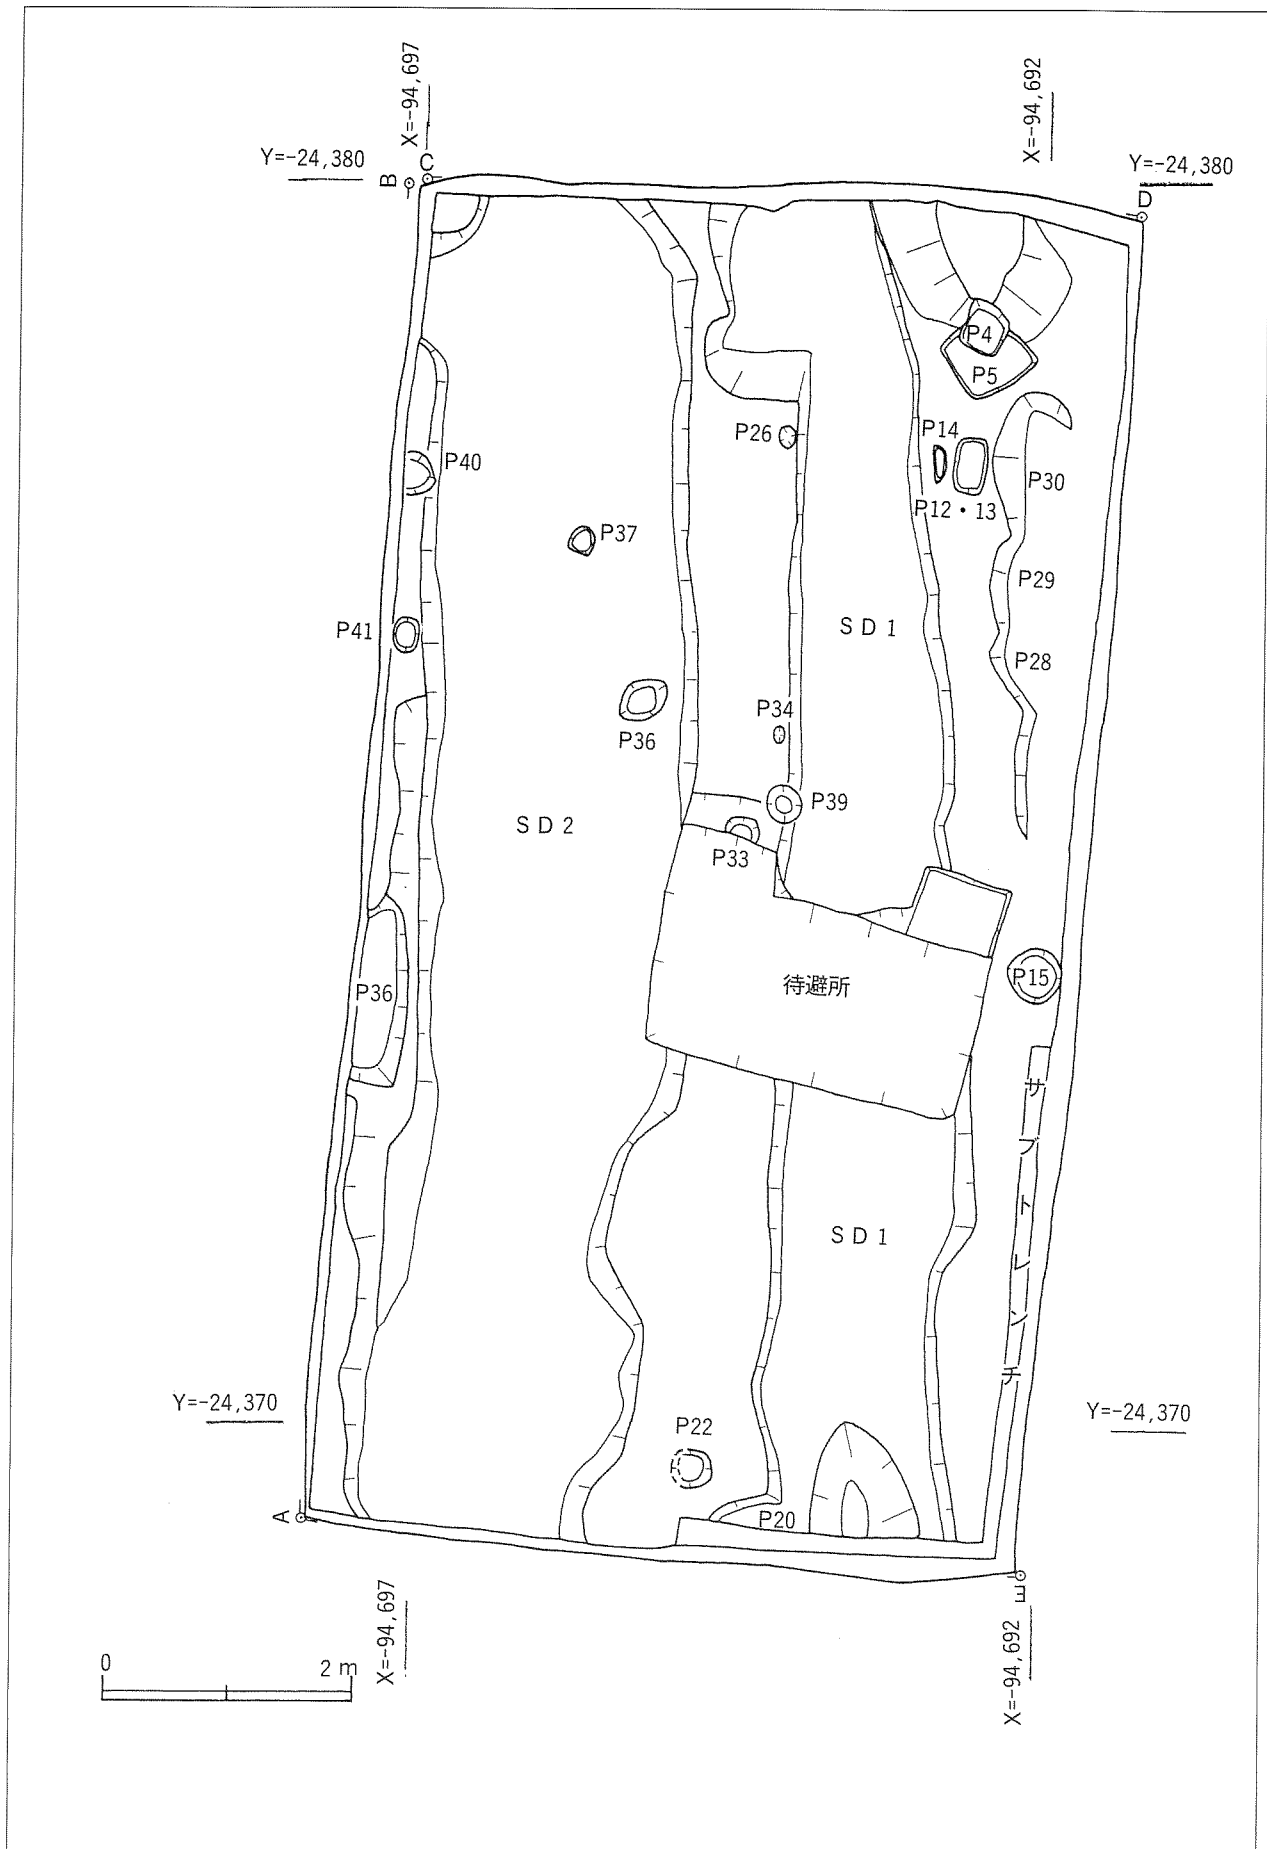 X=-94,697
X=-94,692
Y=-24,380
Y=-24,380
B
C
D
P4
P5
P26
P14
P40
P30
P12・13
P37
P29
P41
SD1
P28
P34
P36
P39
SD2
P33
待避所
P15
P36
サブトレンチ
SD1
Y=-24,370
Y=-24,370
P22
P20
A
E
X=-94,697
X=-94,692
0
2 m